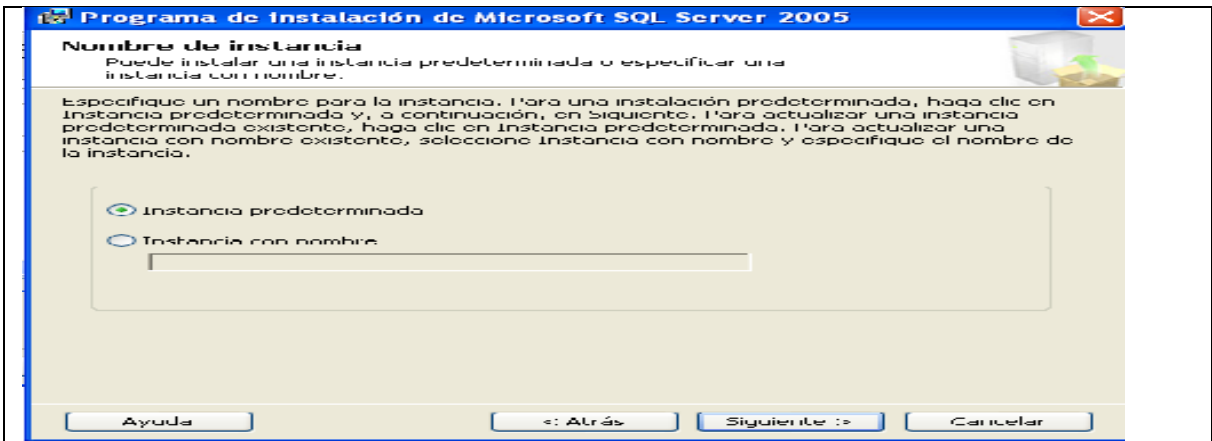 Programa de Instalación de Microsoft SQL Server 2005
Nombre de instancia
Puede instalar una instancia predeterminada o especificar una
instancia con nombre.
Especifique un nombre para la instancia. Para una instalación predeterminada, haga clic en
Instancia predeterminada y, a continuación, en Siguiente. Para actualizar una instancia
predeterminada existente, haga clic en Instancia predeterminada. Para actualizar una
instancia con nombre existente, seleccione Instancia con nombre y especifique el nombre de
la instancia.
Instancia predeterminada
Instancia con nombre
Ayuda
< Atrás
Siguiente >
Cancelar